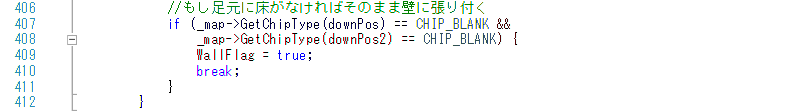 406 //もし足元に床がなければそのまま壁に張り付く
407 if (_map->GetChipType(downPos) == CHIP_BLANK &&
408 _map->GetChipType(downPos2) == CHIP_BLANK) {
409 WallFlag = true;
410 break;
411 }
412 }